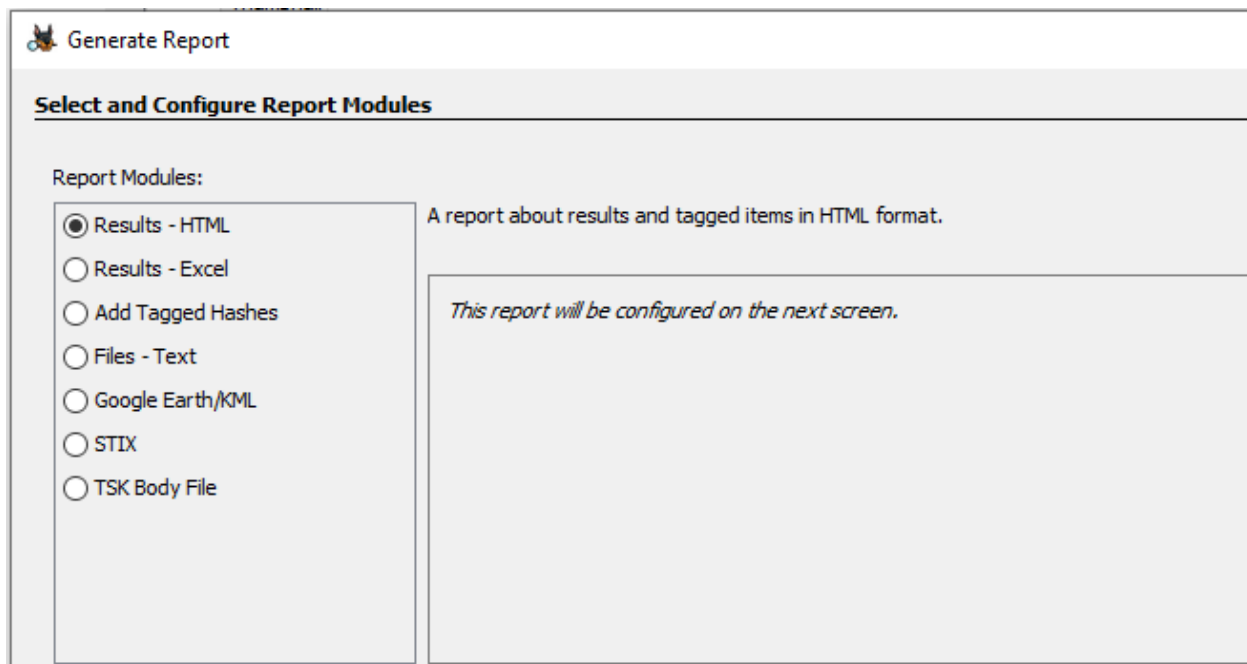 Generate Report
Select and Configure Report Modules
Report Modules:
Results - HTML
Results - Excel
Add Tagged Hashes
Files - Text
Google Earth/KML
STIX
TSK Body File
A report about results and tagged items in HTML format.
This report will be configured on the next screen.